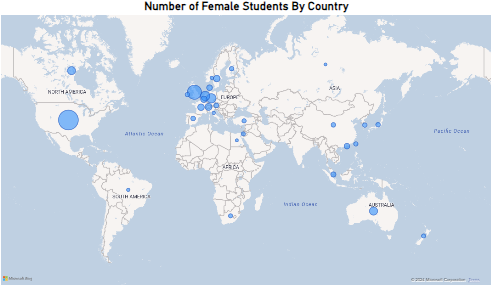 Number of Female Students By Country
NORTH AMERICA
EUROPE
ASIA
Atlantic Ocean
Pacific Ocean
AFRICA
SOUTH AMERICA
Indian Ocean
AUSTRALIA
Microsoft Bing
Microsoft Corporation